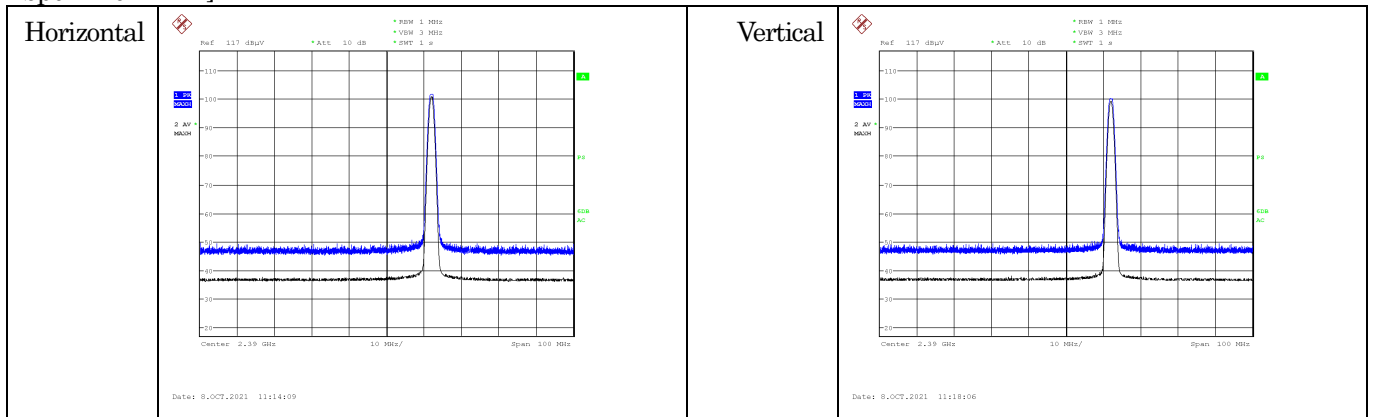 Horizontal
* RBW 1 MHz
* VBW 3 MHz
Ref 117 dBµV * Att 10 dB * SWT 1 s
110
A
1 PK
MAXH
100
2 AV *
MAXH
90
80
PS
70
60
6DB
AC
50
40
30
20
Center 2.39 GHz 10 MHz/ Span 100 MHz
Date: 8.OCT.2021 11:14:09
Vertical
* RBW 1 MHz
* VBW 3 MHz
Ref 117 dBµV * Att 10 dB * SWT 1 s
110
A
1 PK
MAXH
100
2 AV *
MAXH
90
80
PS
70
60
6DB
AC
50
40
30
20
Center 2.39 GHz 10 MHz/ Span 100 MHz
Date: 8.OCT.2021 11:18:06